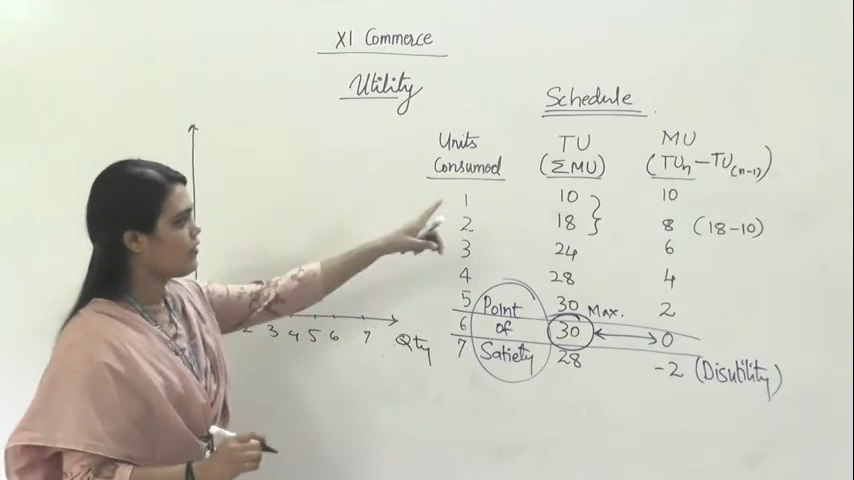 XI Commerce
Utility
Schedule
Units Consumed TU (ΣMU) MU (TUn - TU(n-1))
1 10 10
2 18 8 (18-10)
3 24 6
4 28 4
5 30 Max. 2
6 30 0
7 28 -2 (Disutility)
Point
of
Satiety
3 4 5 6 7 Qty